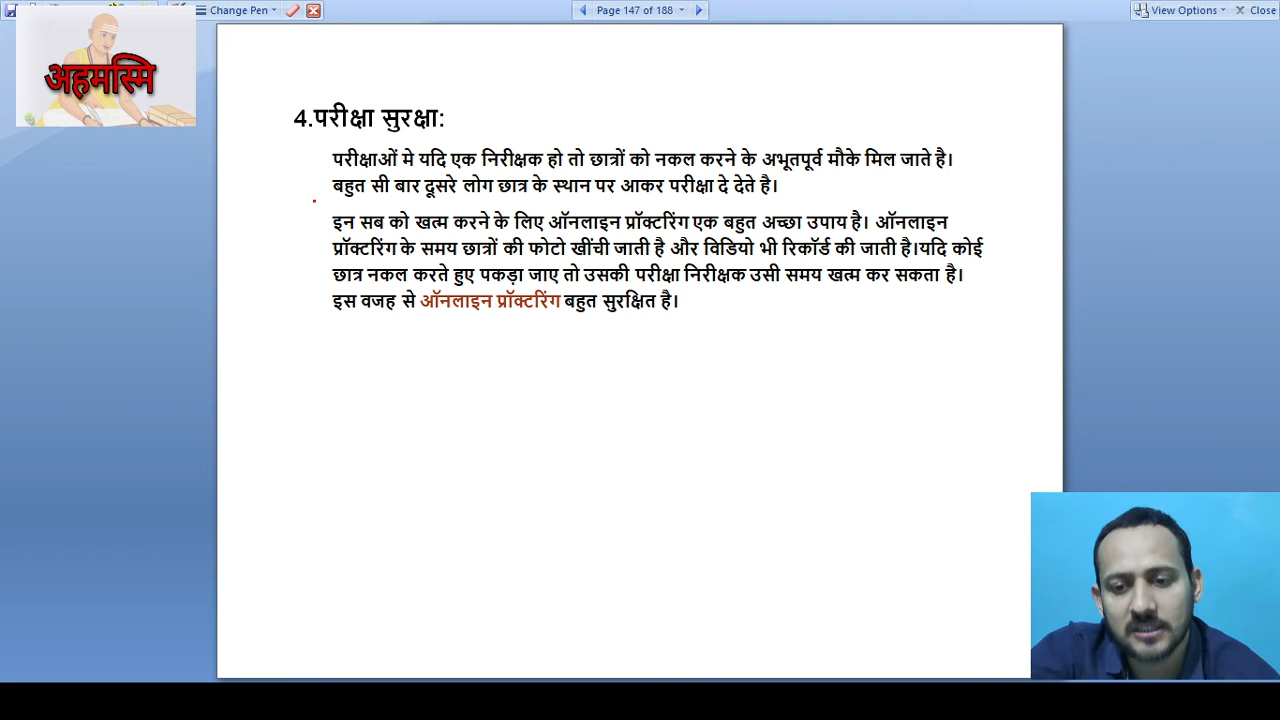 Change Pen
Page 147 of 188
View Options
Close
अहमस्मि
4.परीक्षा सुरक्षा:
परीक्षाओं मे यदि एक निरीक्षक हो तो छात्रों को नकल करने के अभूतपूर्व मौके मिल जाते है।
बहुत सी बार दूसरे लोग छात्र के स्थान पर आकर परीक्षा दे देते है।
इन सब को खत्म करने के लिए ऑनलाइन प्रॉक्टरिंग एक बहुत अच्छा उपाय है। ऑनलाइन
प्रॉक्टरिंग के समय छात्रों की फोटो खींची जाती है और विडियो भी रिकॉर्ड की जाती है।यदि कोई
छात्र नकल करते हुए पकड़ा जाए तो उसकी परीक्षा निरीक्षक उसी समय खत्म कर सकता है।
इस वजह से ऑनलाइन प्रॉक्टरिंग बहुत सुरक्षित है।